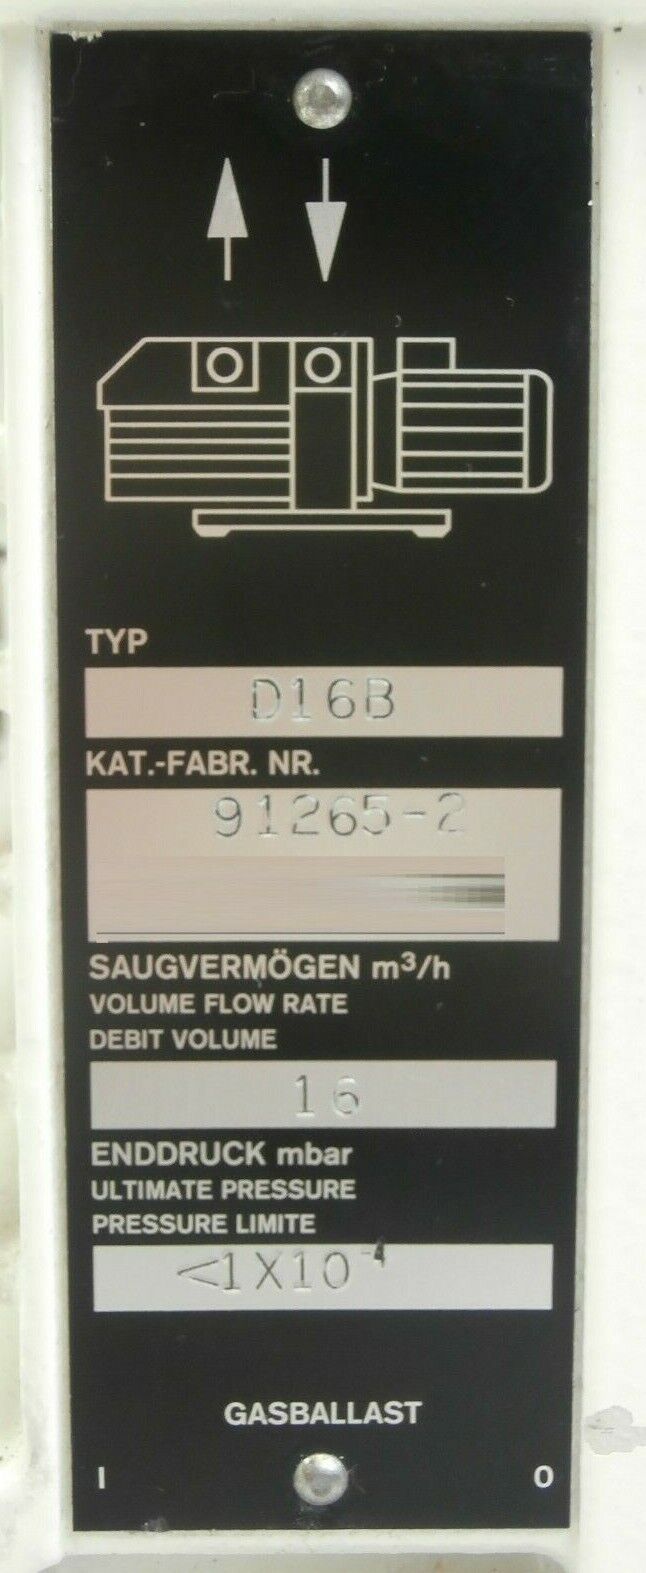 TYP
D16B
KAT.-FABR. NR.
91265-2
SAUGVERMÖGEN m³/h
VOLUME FLOW RATE
DEBIT VOLUME
16
ENDDRUCK mbar
ULTIMATE PRESSURE
PRESSURE LIMITE
<1X10⁻⁴
GASBALLAST
I O